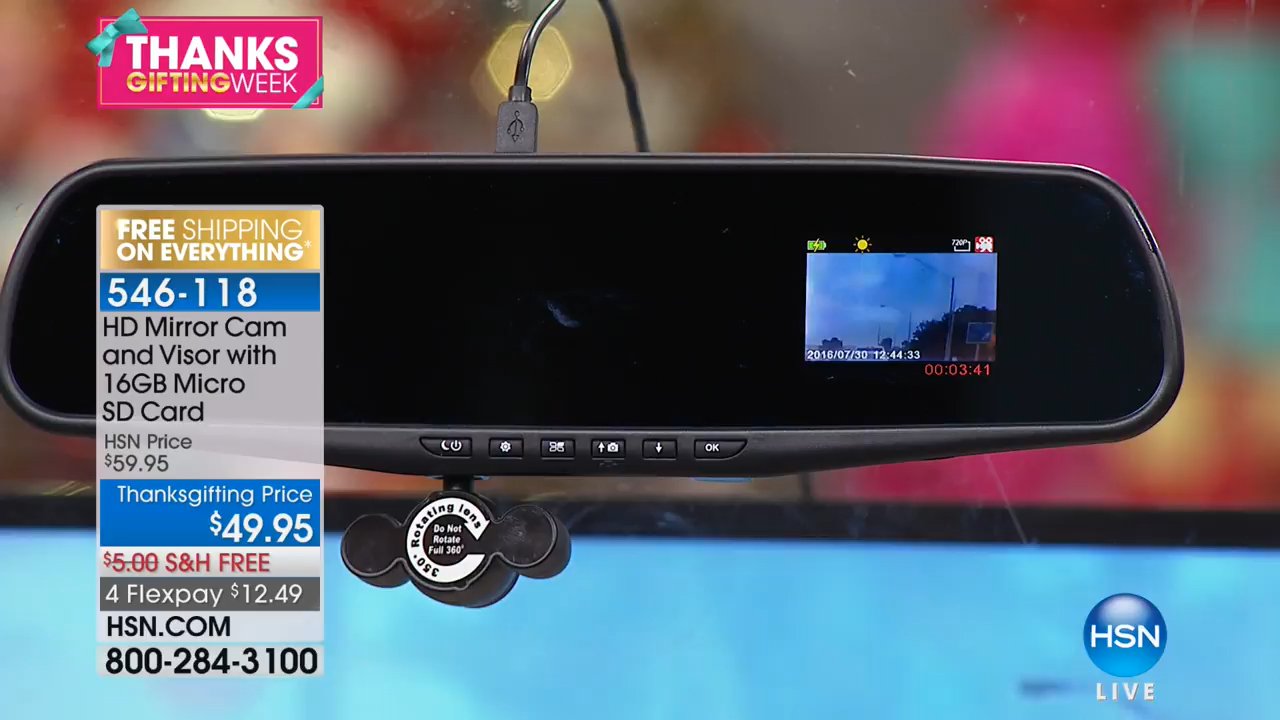 THANKS
GIFTINGWEEK
FREE SHIPPING
ON EVERYTHING*
546-118
HD Mirror Cam
and Visor with
16GB Micro
SD Card
HSN Price
$59.95
Thanksgifting Price
$49.95
$5.00 S&H FREE
4 Flexpay $12.49
HSN.COM
800-284-3100
720P
2016/07/30 12:44:33
00:03:41
OK
350° Rotating lens
Do Not
Rotate
Full 360°
HSN
LIVE